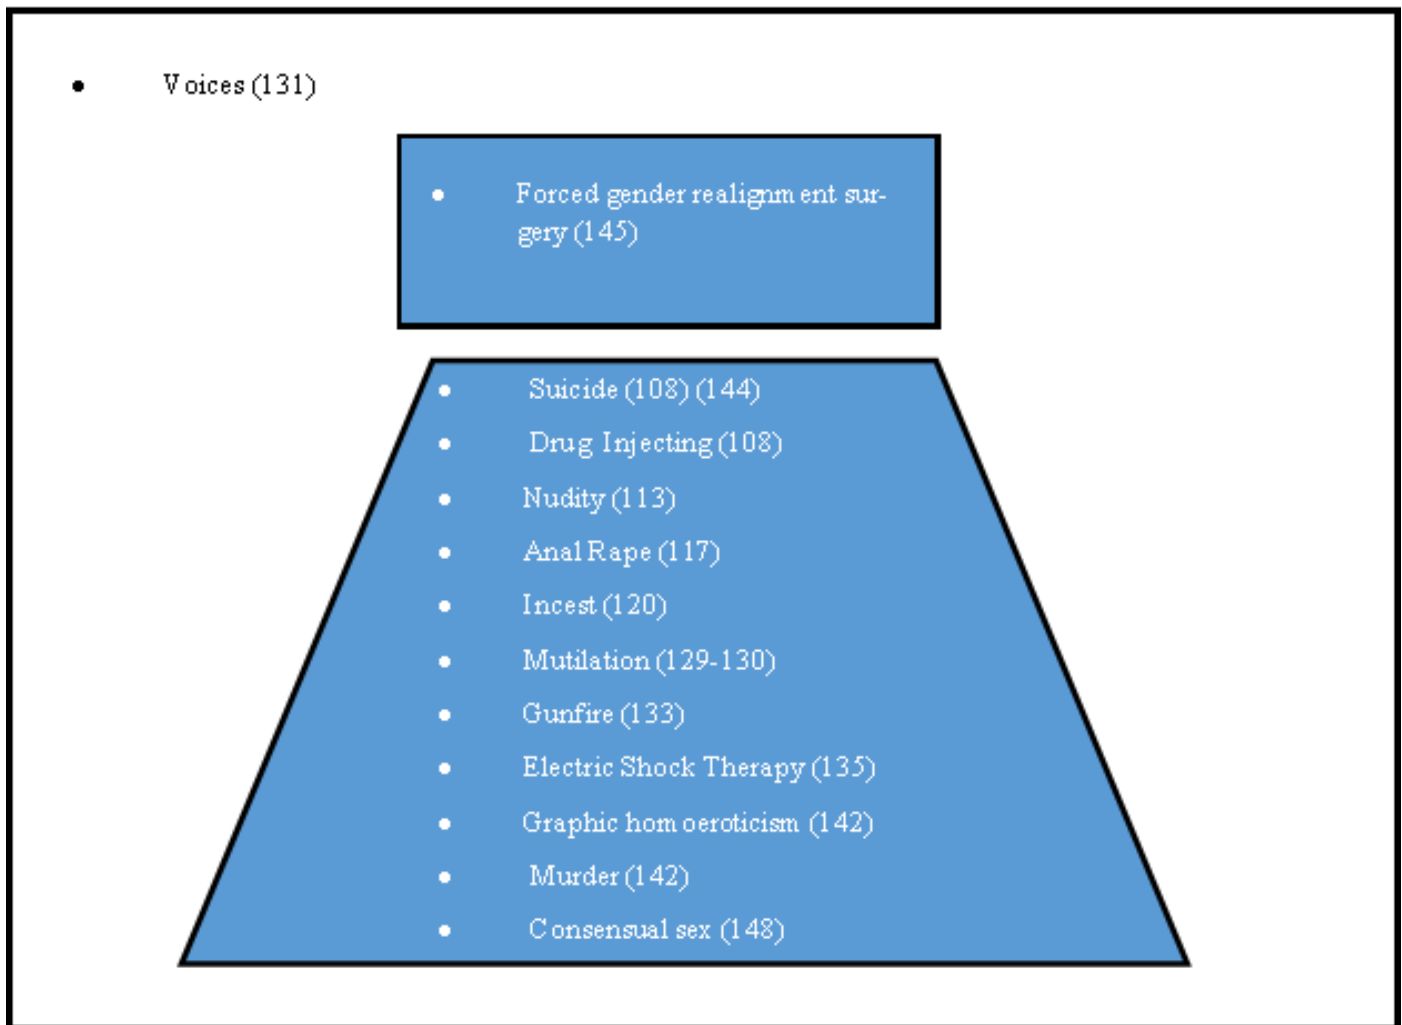 • Voices (131)
• Forced gender realignment sur-
gery (145)
• Suicide (108) (144)
• Drug Injecting (108)
• Nudity (113)
• Anal Rape (117)
• Incest (120)
• Mutilation (129-130)
• Gunfire (133)
• Electric Shock Therapy (135)
• Graphic homoeroticism (142)
• Murder (142)
• Consensual sex (148)